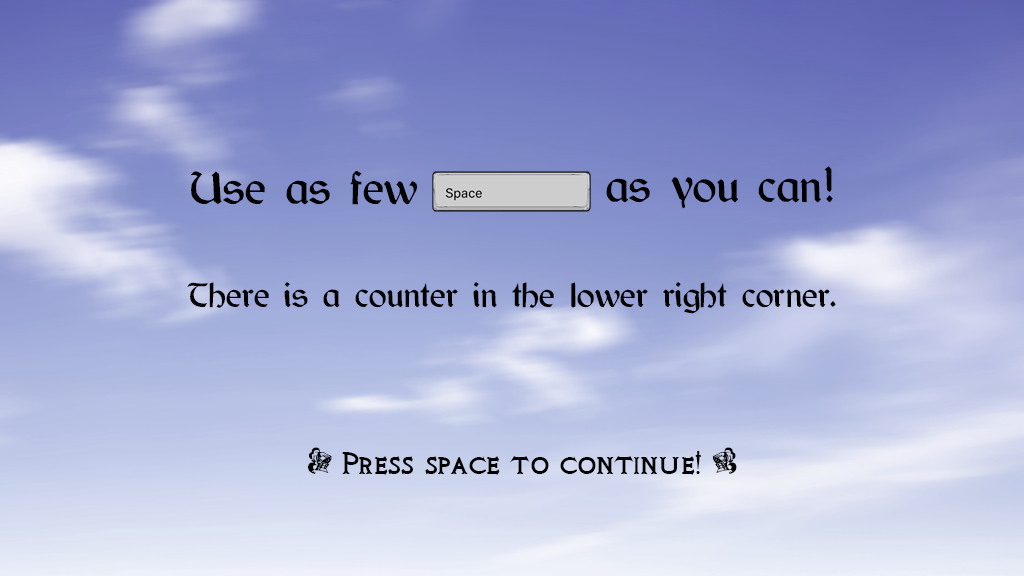 Use as few Space as you can!
There is a counter in the lower right corner.
Press space to continue!